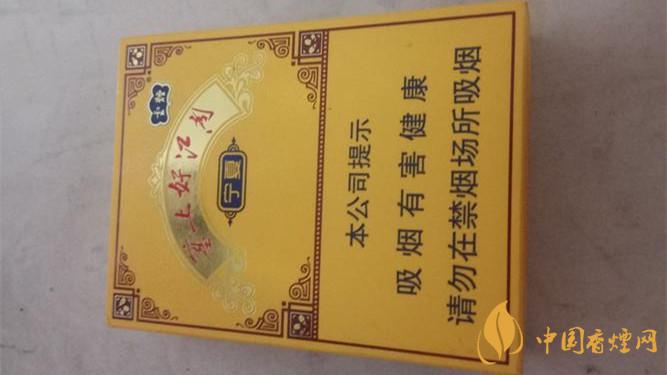 塞上好江南
宁夏
本公司提示
吸烟有害健康
请勿在禁烟场所吸烟
中国香煙网